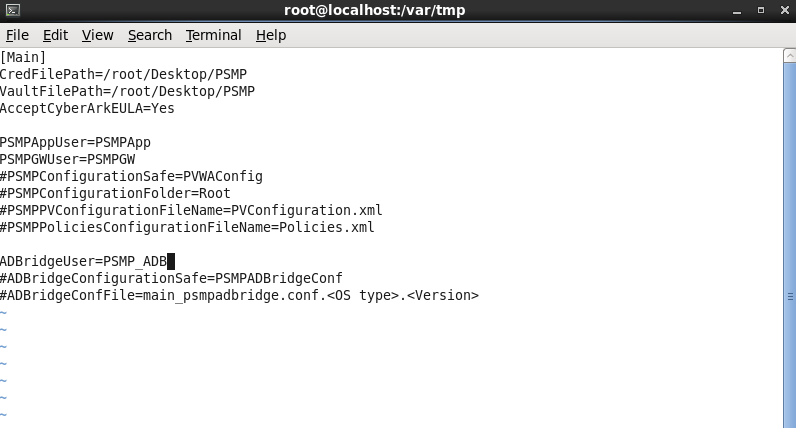 root@localhost:/var/tmp
File Edit View Search Terminal Help
[Main]
CredFilePath=/root/Desktop/PSMP
VaultFilePath=/root/Desktop/PSMP
AcceptCyberArkEULA=Yes
PSMPAppUser=PSMPApp
PSMPGWUser=PSMPGW
#PSMPConfigurationSafe=PVWAConfig
#PSMPConfigurationFolder=Root
#PSMPPVConfigurationFileName=PVConfiguration.xml
#PSMPPoliciesConfigurationFileName=Policies.xml
ADBridgeUser=PSMP_ADB
#ADBridgeConfigurationSafe=PSMPADBridgeConf
#ADBridgeConfFile=main_psmpadbridge.conf.<OS type>.<Version>
~
~
~
~
~
~
~